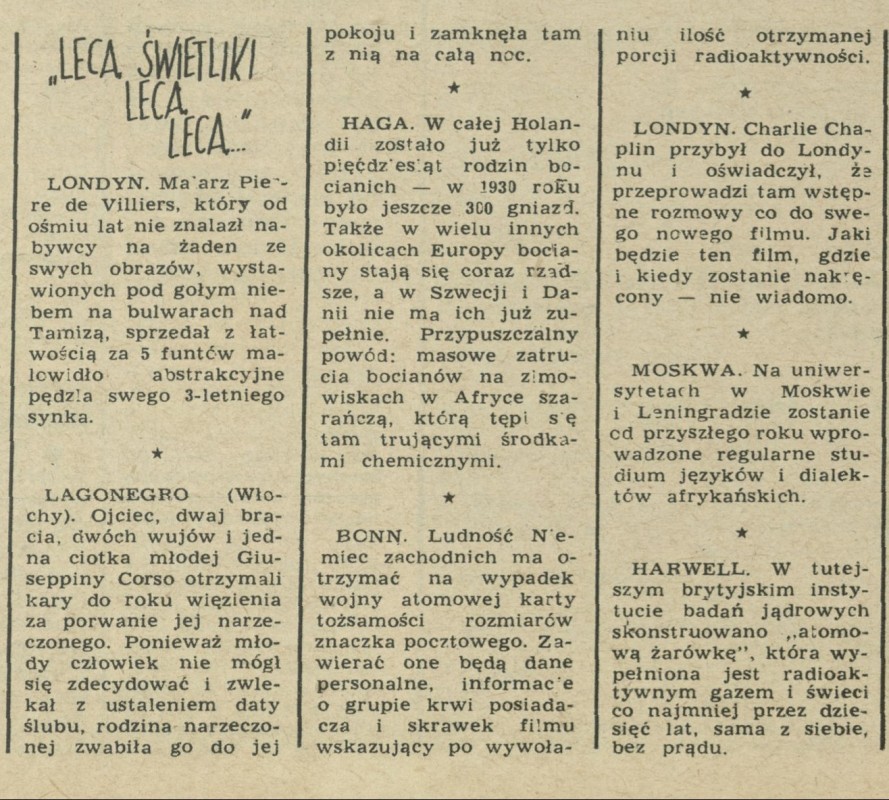 „LECĄ ŚWIETLIKI
LECĄ,
LECĄ..."
LONDYN. Malarz Pier-
re de Villiers, który od
ośmiu lat nie znalazł na-
bywcy na żaden ze
swych obrazów, wysta-
wionych pod gołym nie-
bem na bulwarach nad
Tamizą, sprzedał z łat-
wością za 5 funtów ma-
lowidło abstrakcyjne
pędzla swego 3-letniego
synka.
★
LAGONEGRO (Wło-
chy). Ojciec, dwaj bra-
cia, dwóch wujów i jed-
na ciotka młodej Giu-
seppiny Corso otrzymali
kary do roku więzienia
za porwanie jej narze-
czonego. Ponieważ mło-
dy człowiek nie mógł
się zdecydować i zwle-
kał z ustaleniem daty
ślubu, rodzina narzeczo-
nej zwabiła go do jej
pokoju i zamknęła tam
z nią na całą noc.
★
HAGA. W całej Holan-
dii zostało już tylko
pięćdziesiąt rodzin bo-
cianich — w 1930 roku
było jeszcze 300 gniazd.
Także w wielu innych
okolicach Europy bocia-
ny stają się coraz rzad-
sze, a w Szwecji i Da-
nii nie ma ich już zu-
pełnie. Przypuszczalny
powód: masowe zatru-
cia bocianów na zimo-
wiskach w Afryce sza-
rańczą, którą tępi się
tam trującymi środka-
mi chemicznymi.
★
BONN. Ludność Nie-
miec zachodnich ma o-
trzymać na wypadek
wojny atomowej karty
tożsamości rozmiarów
znaczka pocztowego. Za-
wierać one będą dane
personalne, informacje
o grupie krwi posiada-
cza i skrawek filmu
wskazujący po wywoła-
niu ilość otrzymanej
porcji radioaktywności.
★
LONDYN. Charlie Cha-
plin przybył do Londy-
nu i oświadczył, że
przeprowadzi tam wstęp-
ne rozmowy co do swe-
go nowego filmu. Jaki
będzie ten film, gdzie
i kiedy zostanie nakrę-
cony — nie wiadomo.
★
MOSKWA. Na uniwer-
sytetach w Moskwie
i Leningradzie zostanie
od przyszłego roku wpro-
wadzone regularne stu-
dium języków i dialek-
tów afrykańskich.
★
HARWELL. W tutej-
szym brytyjskim insty-
tucie badań jądrowych
skonstruowano „atomo-
wą żarówkę", która wy-
pełniona jest radioak-
tywnym gazem i świeci
co najmniej przez dzie-
sięć lat, sama z siebie,
bez prądu.